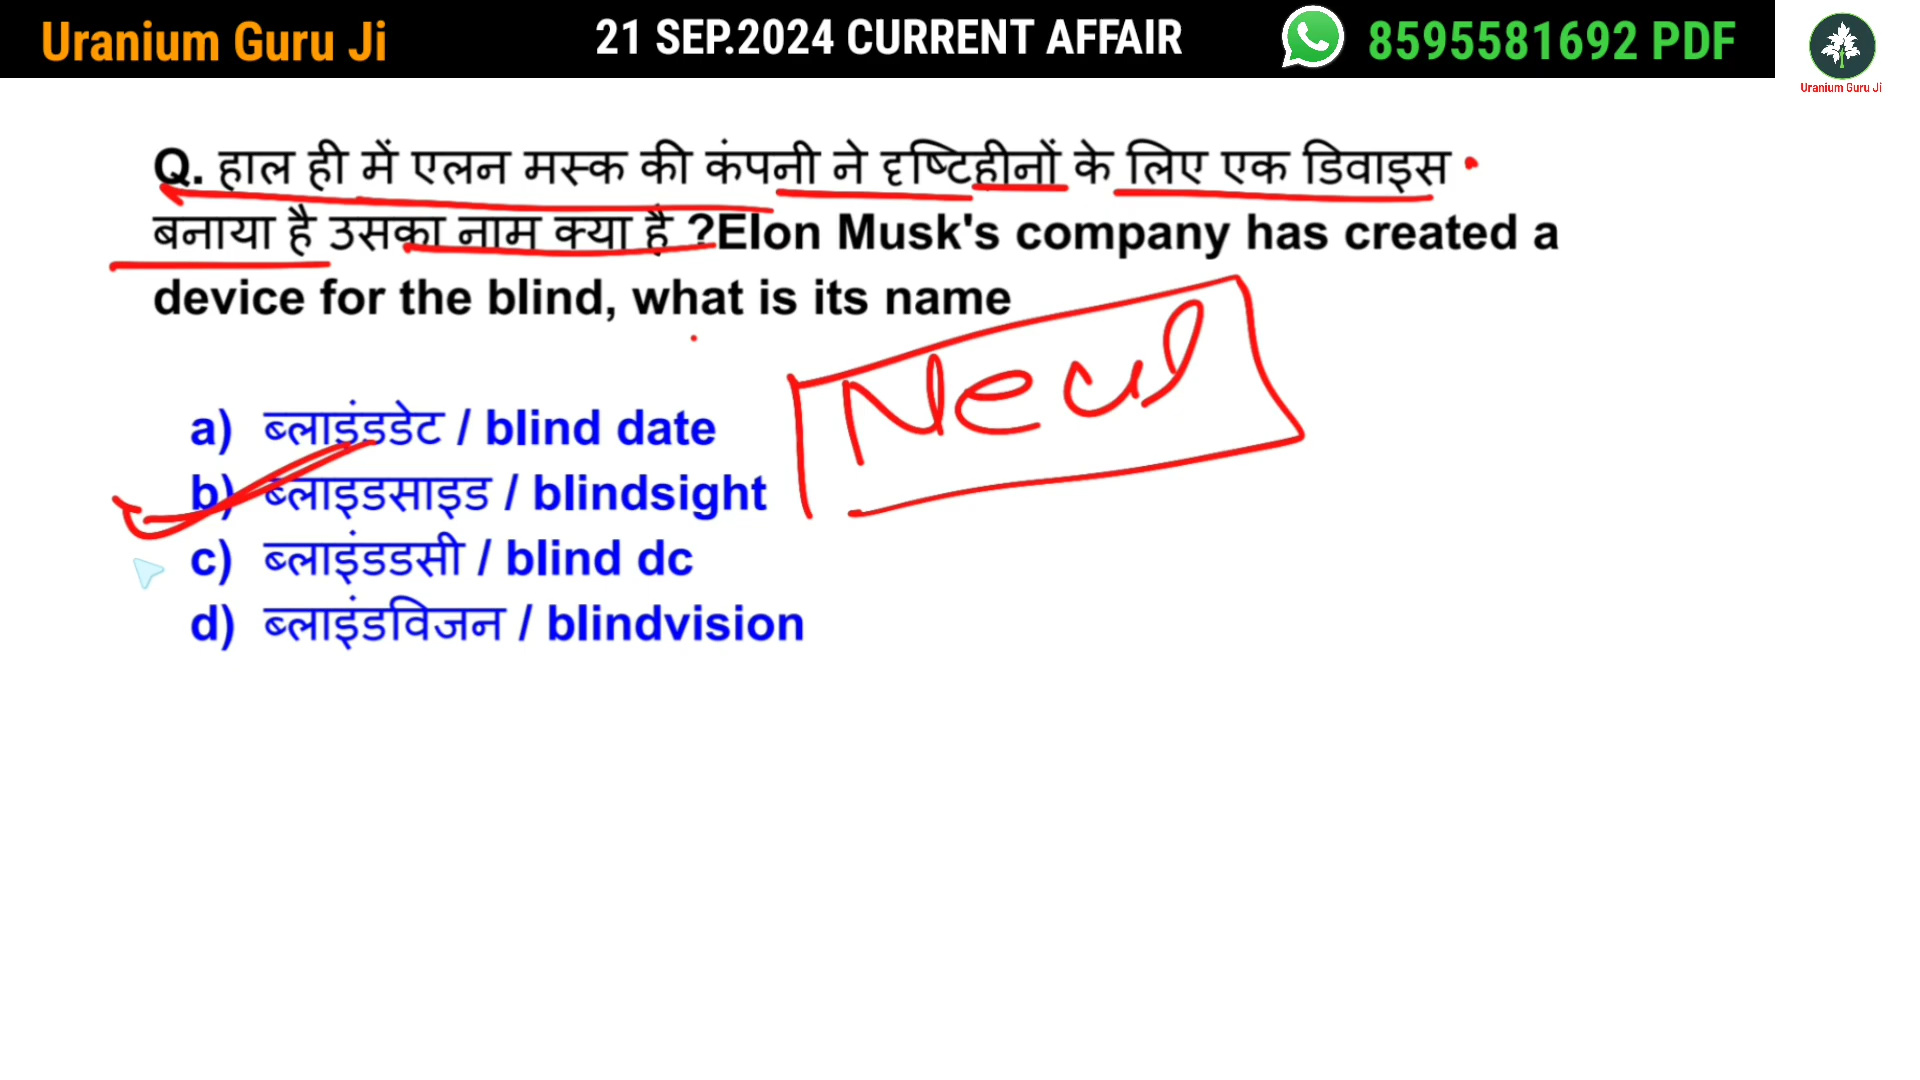 Uranium Guru Ji
21 SEP.2024 CURRENT AFFAIR
8595581692 PDF
Uranium Guru Ji
Q. हाल ही में एलन मस्क की कंपनी ने दृष्टिहीनों के लिए एक डिवाइस
बनाया है उसका नाम क्या है ?Elon Musk's company has created a
device for the blind, what is its name
a) ब्लाइंडडेट / blind date
b) ब्लाइडसाइड / blindsight
c) ब्लाइंडडसी / blind dc
d) ब्लाइंडविजन / blindvision